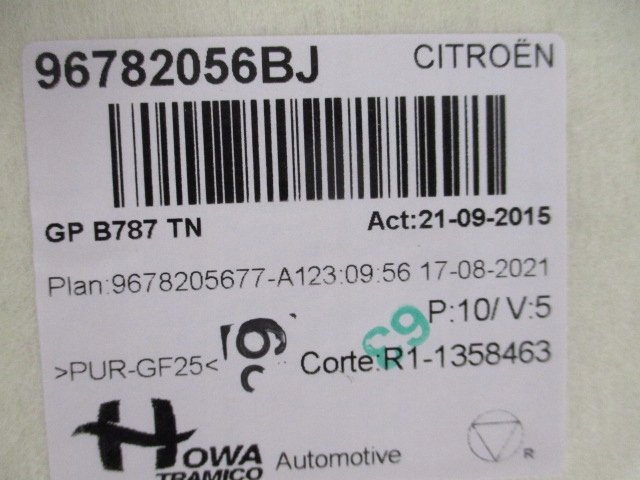 96782056BJ CITROËN
GP B787 TN Act:21-09-2015
Plan:9678205677-A123:09:56 17-08-2021
P:10/ V:5
>PUR-GF25< Corte:R1-1358463
HOWA
TRAMICO Automotive
R